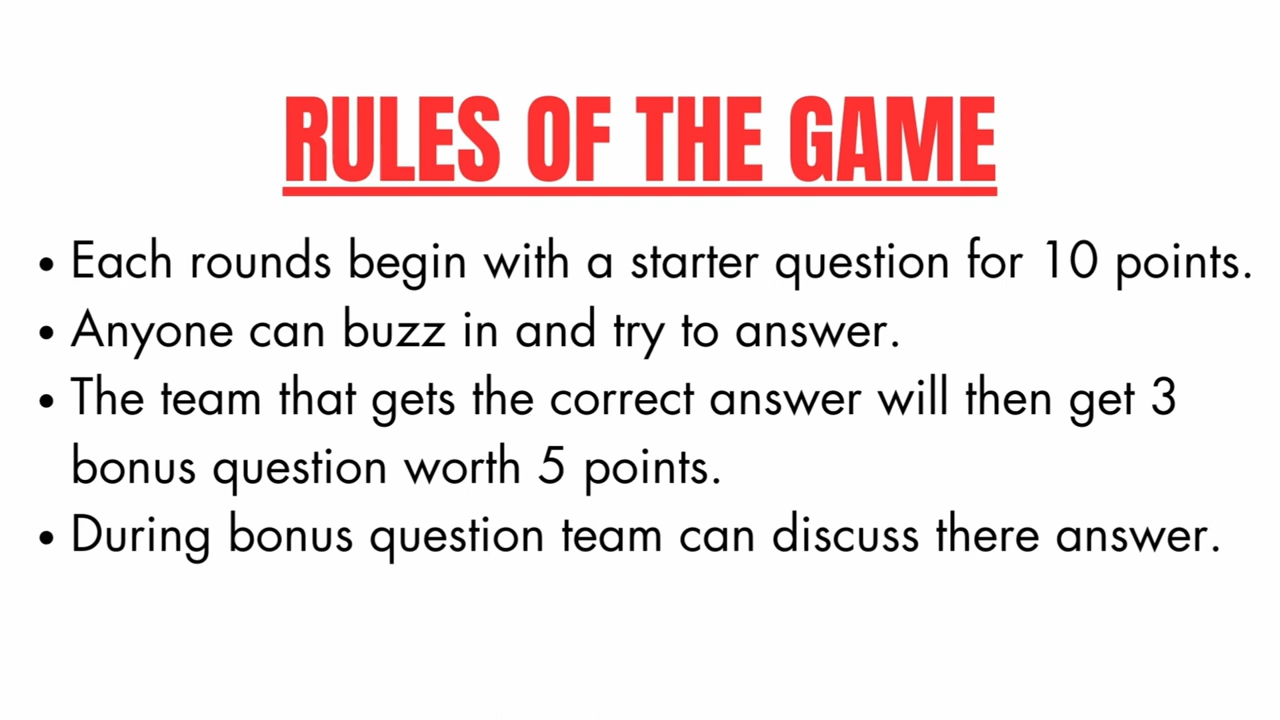 RULES OF THE GAME
• Each rounds begin with a starter question for 10 points.
• Anyone can buzz in and try to answer.
• The team that gets the correct answer will then get 3
bonus question worth 5 points.
• During bonus question team can discuss there answer.